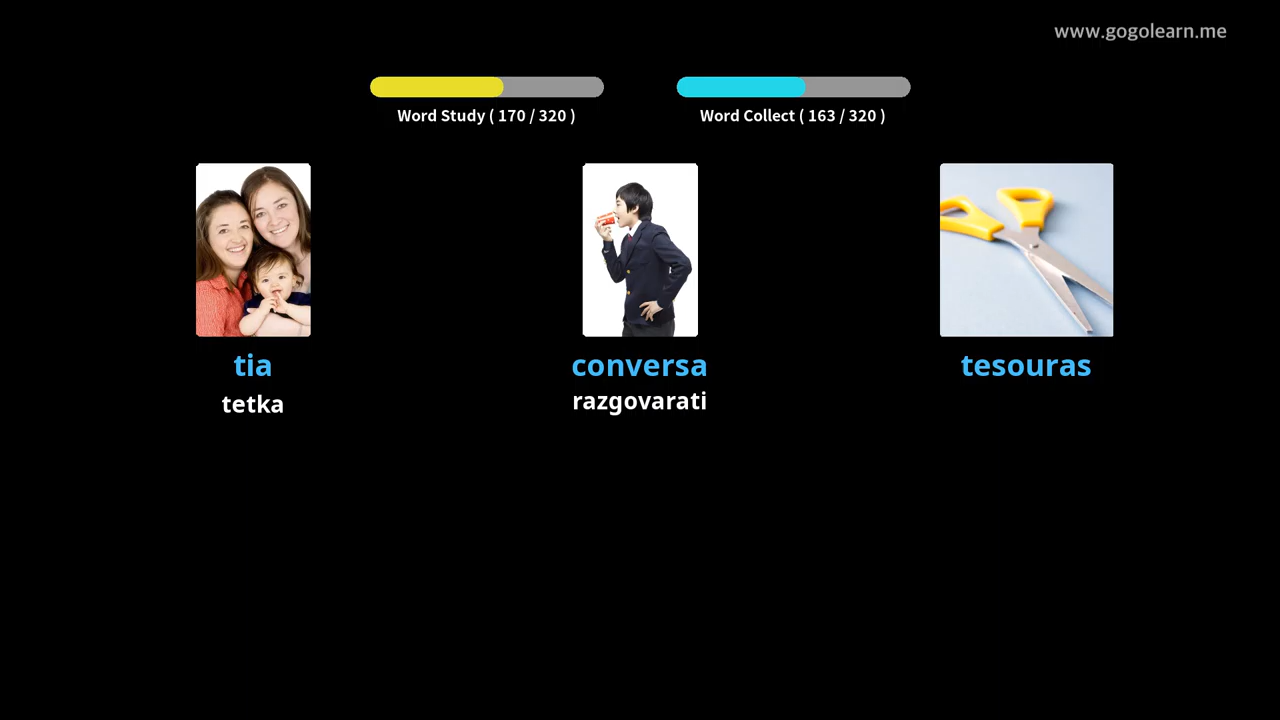 www.gogolearn.me
Word Study ( 170 / 320 )
Word Collect ( 163 / 320 )
tia
conversa
tesouras
tetka
razgovarati